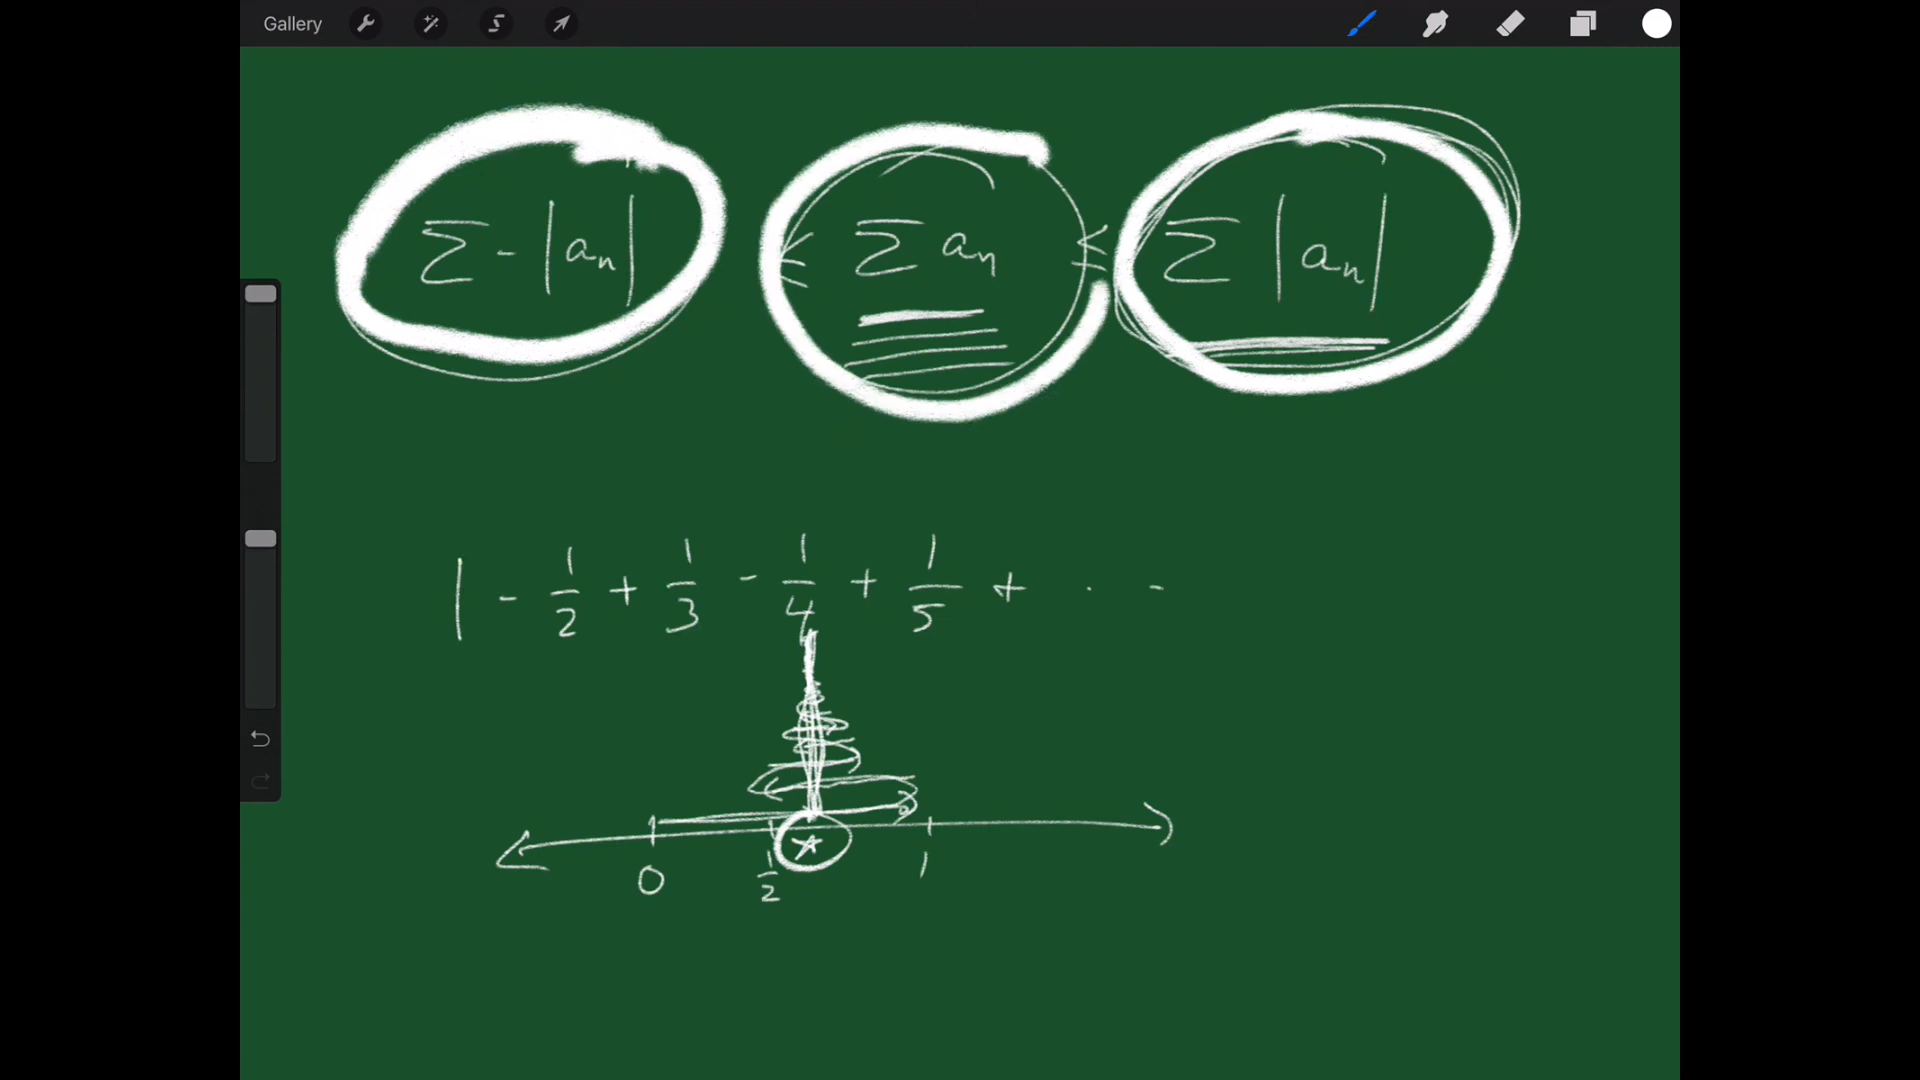 Gallery
∑ - |aₙ| ≤ ∑ aₙ ≤ ∑ |aₙ|
1 - 1/2 + 1/3 - 1/4 + 1/5 + . -
0 1/2 1